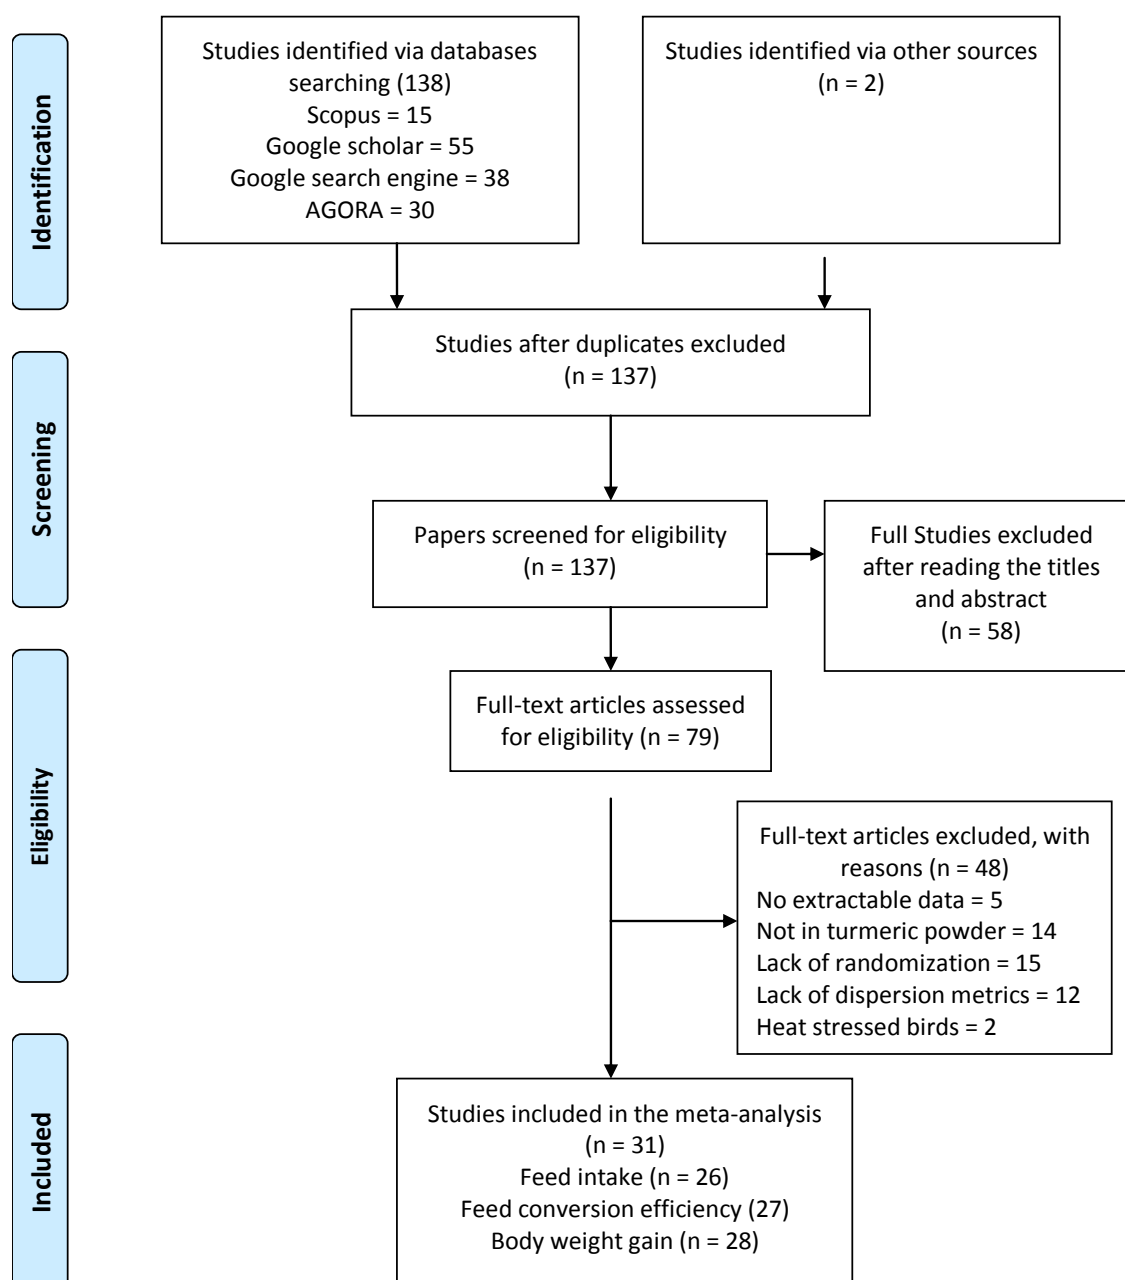 Identification
Studies identified via databases
searching (138)
Scopus = 15
Google scholar = 55
Google search engine = 38
AGORA = 30
Studies identified via other sources
(n = 2)
Studies after duplicates excluded
(n = 137)
Screening
Papers screened for eligibility
(n = 137)
Full Studies excluded
after reading the titles
and abstract
(n = 58)
Eligibility
Full-text articles assessed
for eligibility (n = 79)
Full-text articles excluded, with
reasons (n = 48)
No extractable data = 5
Not in turmeric powder = 14
Lack of randomization = 15
Lack of dispersion metrics = 12
Heat stressed birds = 2
Included
Studies included in the meta-analysis
(n = 31)
Feed intake (n = 26)
Feed conversion efficiency (27)
Body weight gain (n = 28)